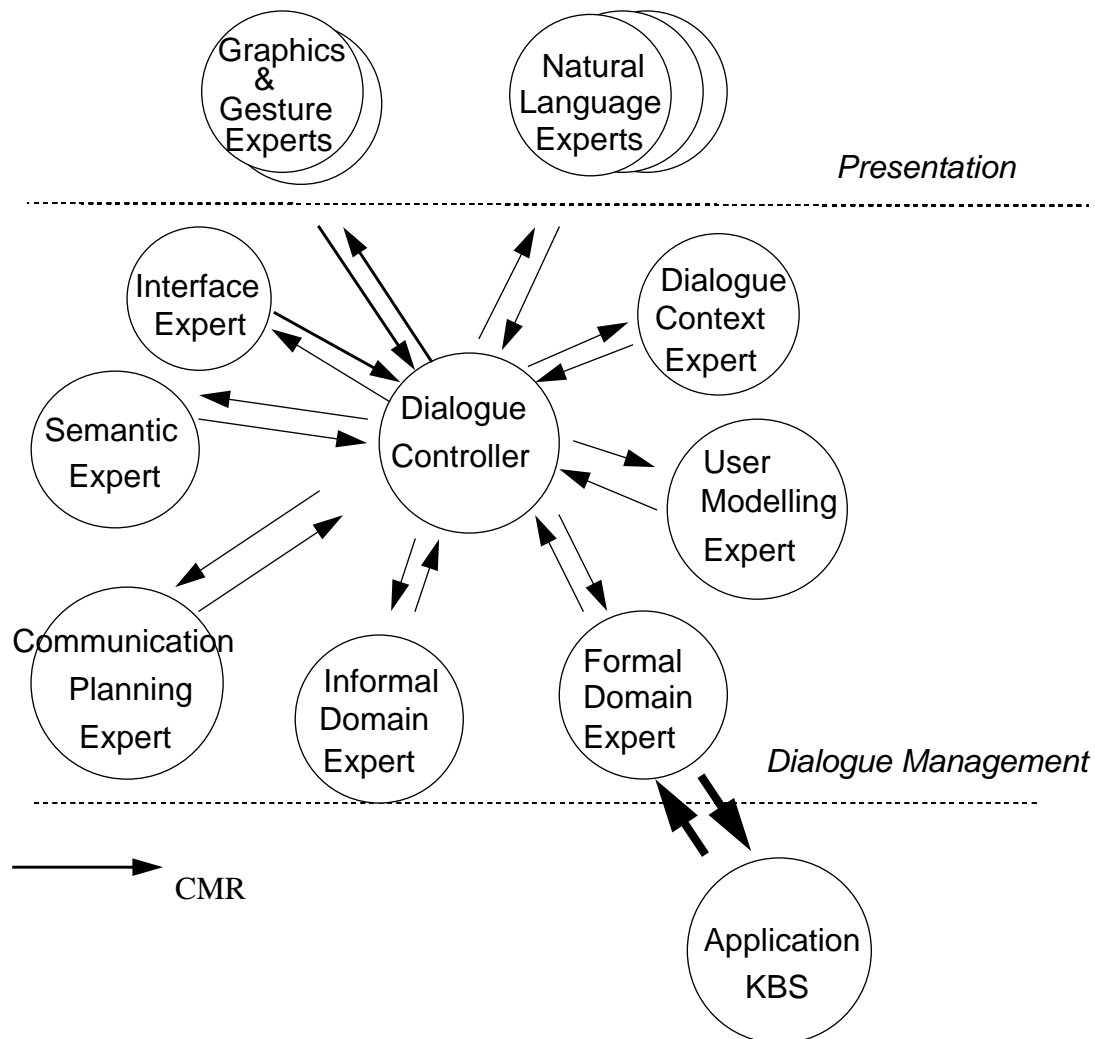 Graphics
&
Gesture
Experts
Natural
Language
Experts
Presentation
Interface
Expert
Dialogue
Context
Expert
Dialogue
Controller
Semantic
Expert
User
Modelling
Expert
Communication
Planning
Expert
Informal
Domain
Expert
Formal
Domain
Expert
Dialogue Management
CMR
Application
KBS